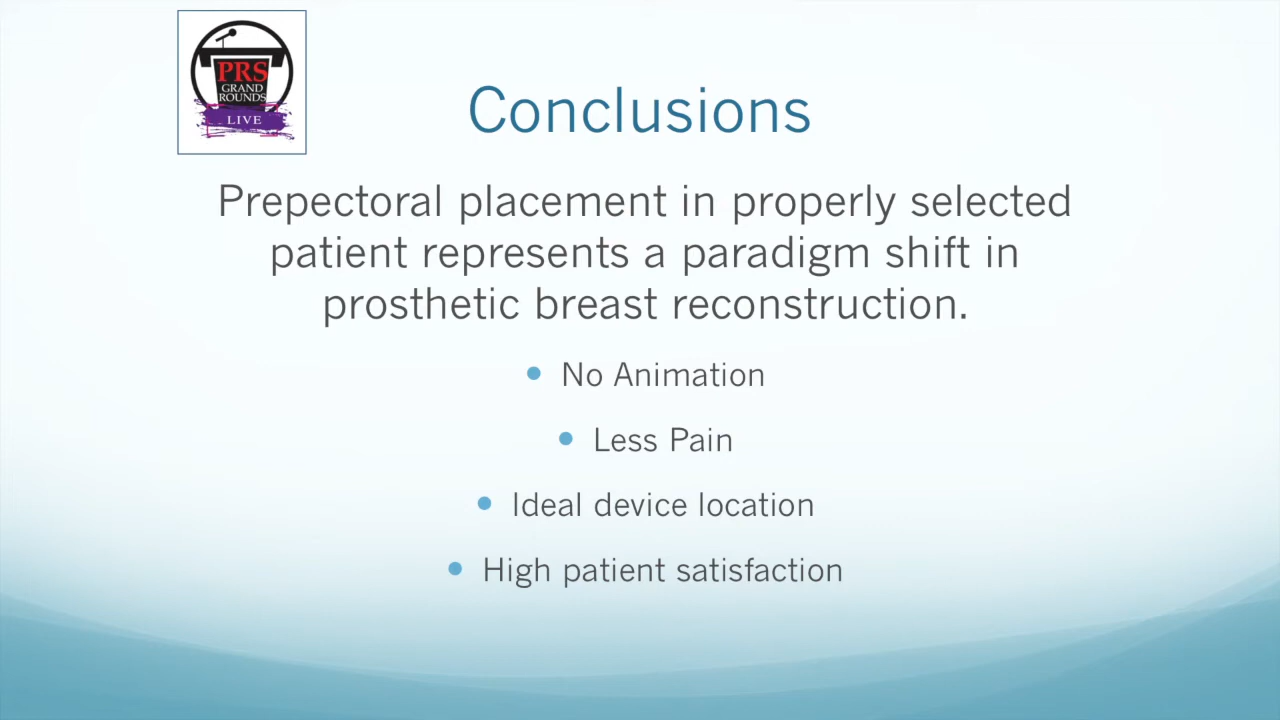 PRS
GRAND
ROUNDS
LIVE
Conclusions
Prepectoral placement in properly selected
patient represents a paradigm shift in
prosthetic breast reconstruction.
• No Animation
• Less Pain
• Ideal device location
• High patient satisfaction